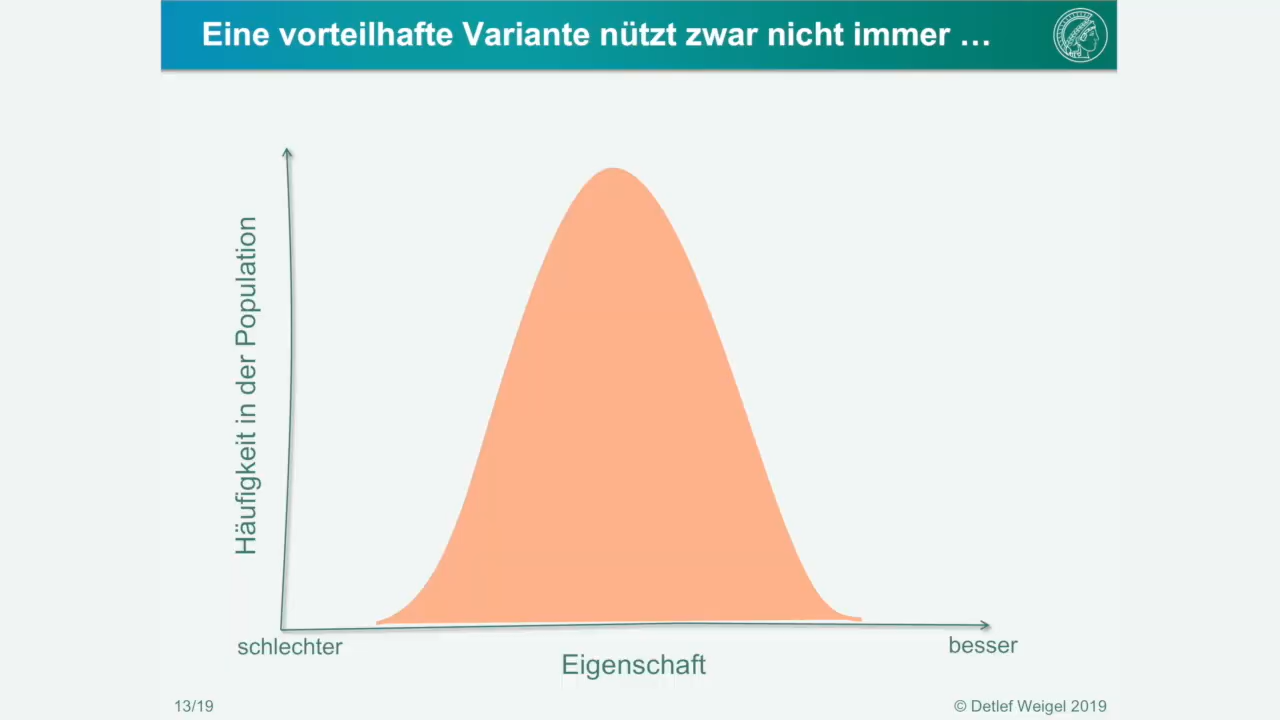 Eine vorteilhafte Variante nützt zwar nicht immer …
Häufigkeit in der Population
schlechter
besser
Eigenschaft
13/19
© Detlef Weigel 2019